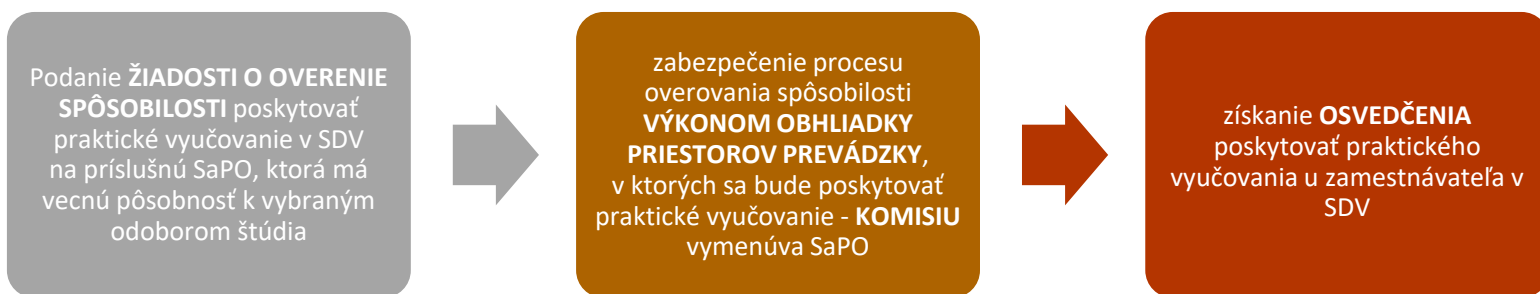 Podanie ŽIADOSTI O OVERENIE
SPÔSOBILOSTI poskytovať
praktické vyučovanie v SDV
na príslušnú SaPO, ktorá má
vecnú pôsobnosť k vybraným
odoborom štúdia
zabezpečenie procesu
overovania spôsobilosti
VÝKONOM OBHLIADKY
PRIESTOROV PREVÁDZKY,
v ktorých sa bude poskytovať
praktické vyučovanie - KOMISIU
vymenúva SaPO
získanie OSVEDČENIA
poskytovať praktického
vyučovania u zamestnávateľa v
SDV